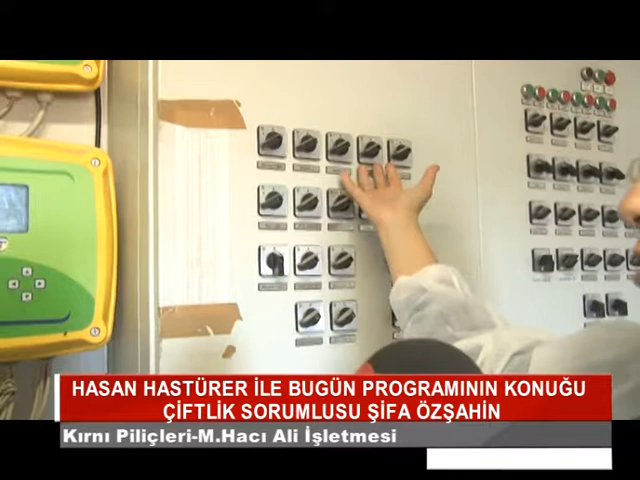 HASAN HASTÜRER İLE BUGÜN PROGRAMININ KONUĞU
ÇİFTLİK SORUMLUSU ŞİFA ÖZŞAHİN
Kırnı Piliçleri-M.Hacı Ali İşletmesi